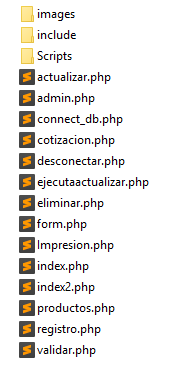 images
include
Scripts
actualizar.php
admin.php
connect_db.php
cotizacion.php
desconectar.php
ejecutaactualizar.php
eliminar.php
form.php
Impresion.php
index.php
index2.php
productos.php
registro.php
validar.php